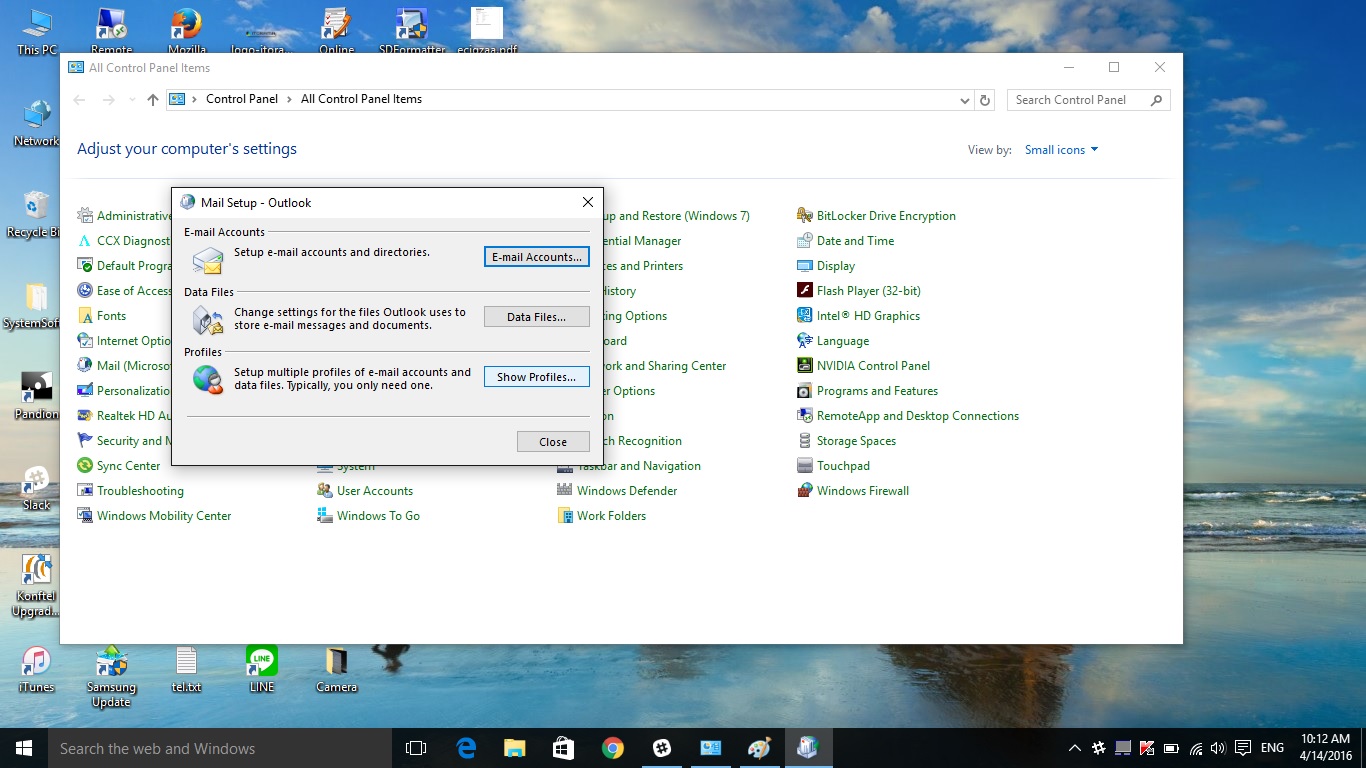 This PC
Remote
Mozilla
logo-itora...
Online
SDFormatter
ecigzaa.pdf
All Control Panel Items
Control Panel > All Control Panel Items
Search Control Panel
Network
Adjust your computer's settings
View by: Small icons
Mail Setup - Outlook
E-mail Accounts
Setup e-mail accounts and directories.
E-mail Accounts...
Data Files
Change settings for the files Outlook uses to
store e-mail messages and documents.
Data Files...
Profiles
Setup multiple profiles of e-mail accounts and
data files. Typically, you only need one.
Show Profiles...
Close
Administrative
CCX Diagnost
Default Progra
Ease of Access
Fonts
Internet Optio
Mail (Microso
Personalization
Realtek HD Au
Security and M
Sync Center
Troubleshooting
Windows Mobility Center
System
User Accounts
Windows To Go
up and Restore (Windows 7)
ential Manager
ces and Printers
History
ing Options
oard
work and Sharing Center
er Options
on
ch Recognition
Taskbar and Navigation
Windows Defender
Work Folders
BitLocker Drive Encryption
Date and Time
Display
Flash Player (32-bit)
Intel® HD Graphics
Language
NVIDIA Control Panel
Programs and Features
RemoteApp and Desktop Connections
Storage Spaces
Touchpad
Windows Firewall
Recycle Bi
SystemSoft
Pandion
Slack
Konftel
Upgrad...
iTunes
Samsung
Update
tel.txt
LINE
LINE
Camera
Search the web and Windows
ENG
10:12 AM
4/14/2016